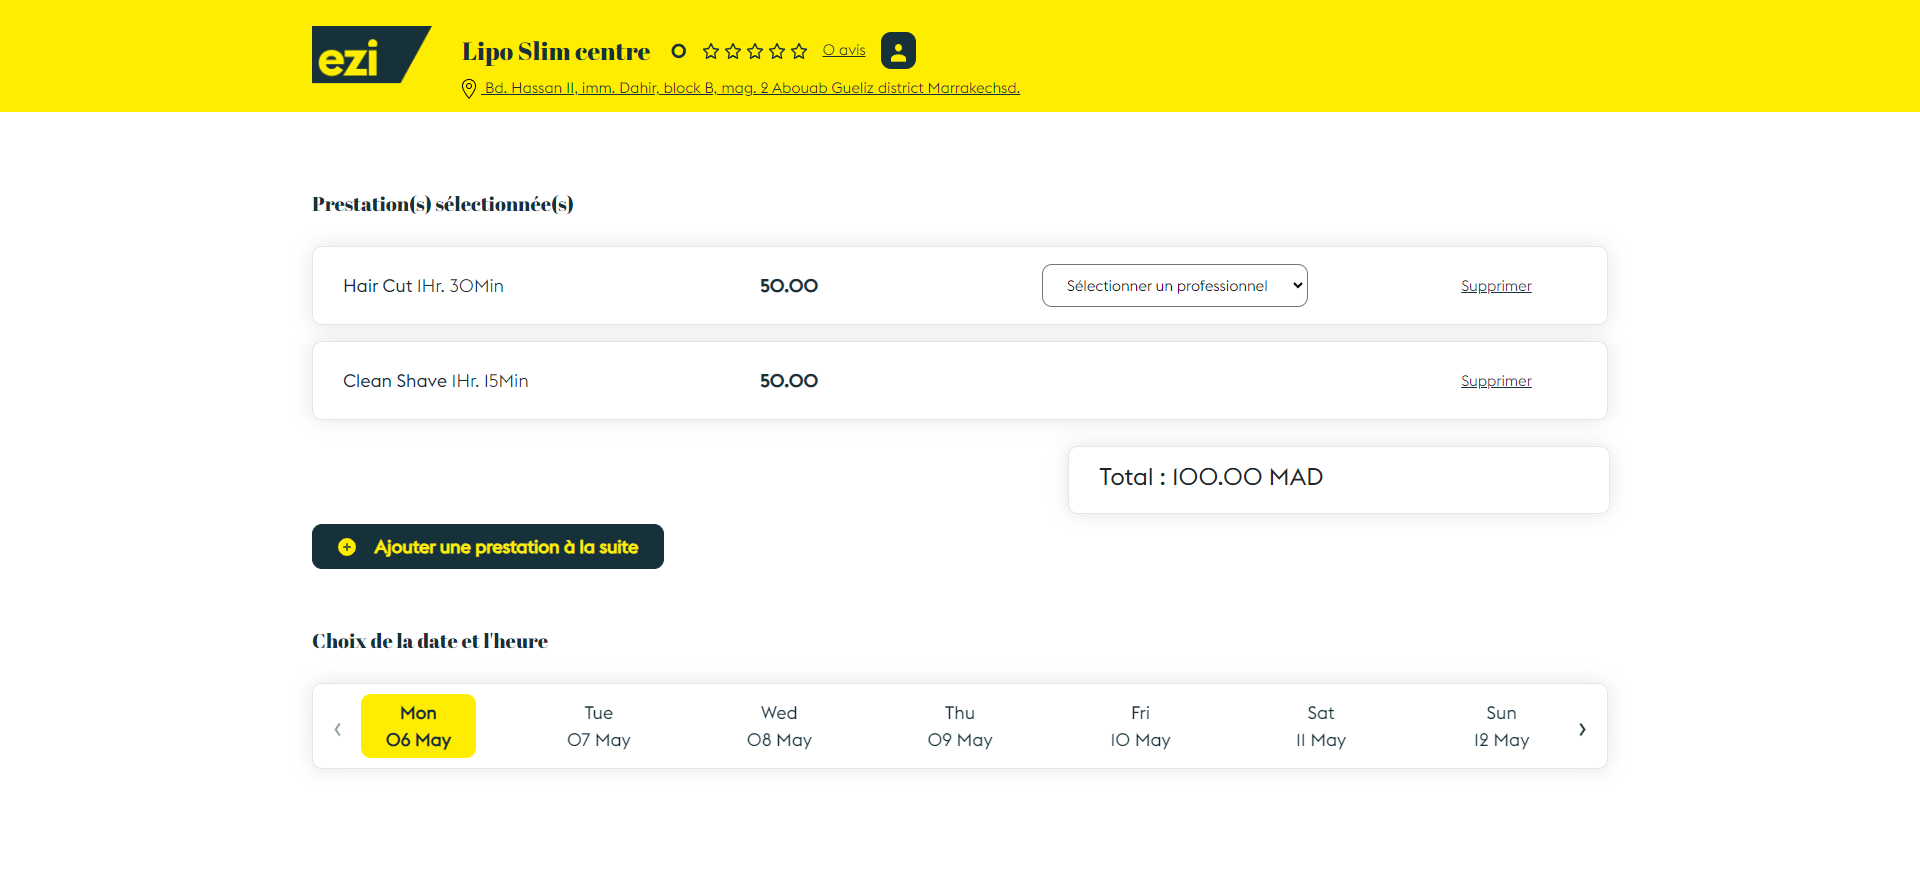 ezi
Lipo Slim centre 0 0 avis
Bd. Hassan II, imm. Dahir, block B, mag. 2 Abouab Gueliz district Marrakechsd.
Prestation(s) sélectionnée(s)
Hair Cut 1Hr. 30Min 50.00 Sélectionner un professionnel Supprimer
Clean Shave 1Hr. 15Min 50.00 Supprimer
Total : 100.00 MAD
Ajouter une prestation à la suite
Choix de la date et l'heure
Mon Tue Wed Thu Fri Sat Sun
06 May 07 May 08 May 09 May 10 May 11 May 12 May